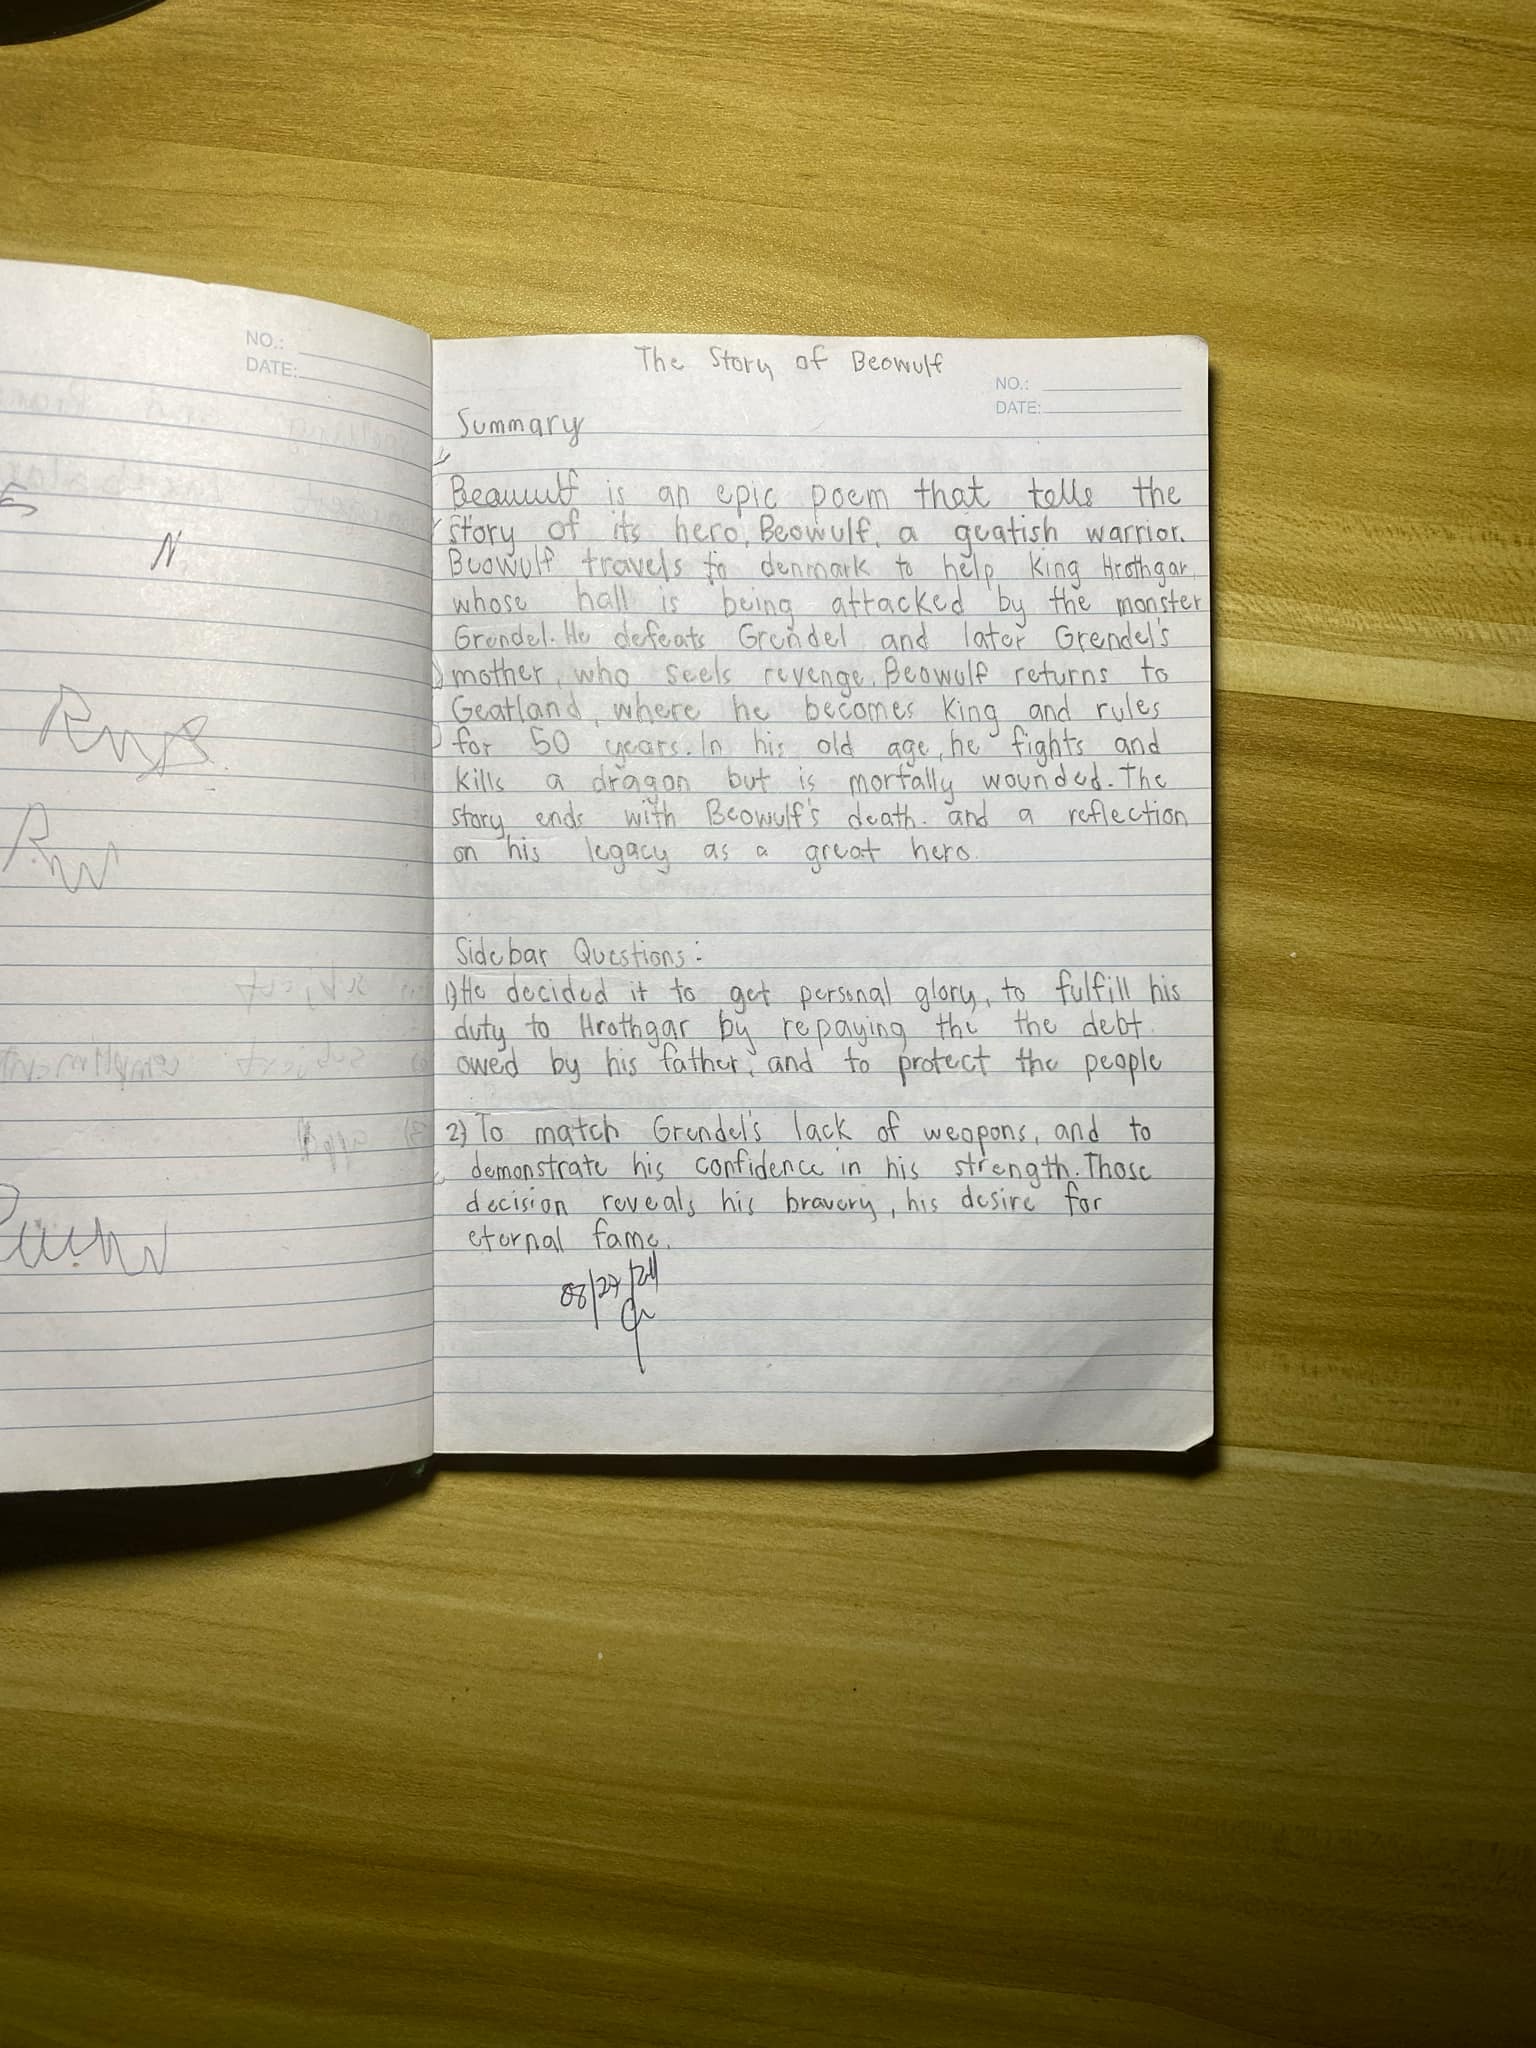 NO.:
DATE:
N
The Story of Beowulf
NO.:
DATE:
Summary
Beowulf is an epic poem that tells the
story of its hero, Beowulf, a geatish warrior.
Beowulf travels to denmark to help King Hrothgar,
whose hall is being attacked by the monster
Grendel. He defeats Grendel and later Grendel's
mother, who seels revenge. Beowulf returns to
Geatland, where he becomes King and rules
for 50 years. In his old age, he fights and
kills a dragon but is mortally wounded. The
story ends with Beowulf's death. and a reflection
on his legacy as a great hero.
Sidebar Questions:
1) He decided it to get personal glory, to fulfill his
duty to Hrothgar by repaying the the debt
owed by his father, and to protect the people
2) To match Grendel's lack of weapons, and to
demonstrate his confidence in his strength. Those
decision reveals his bravery, his desire for
eternal fame.
08/27/24